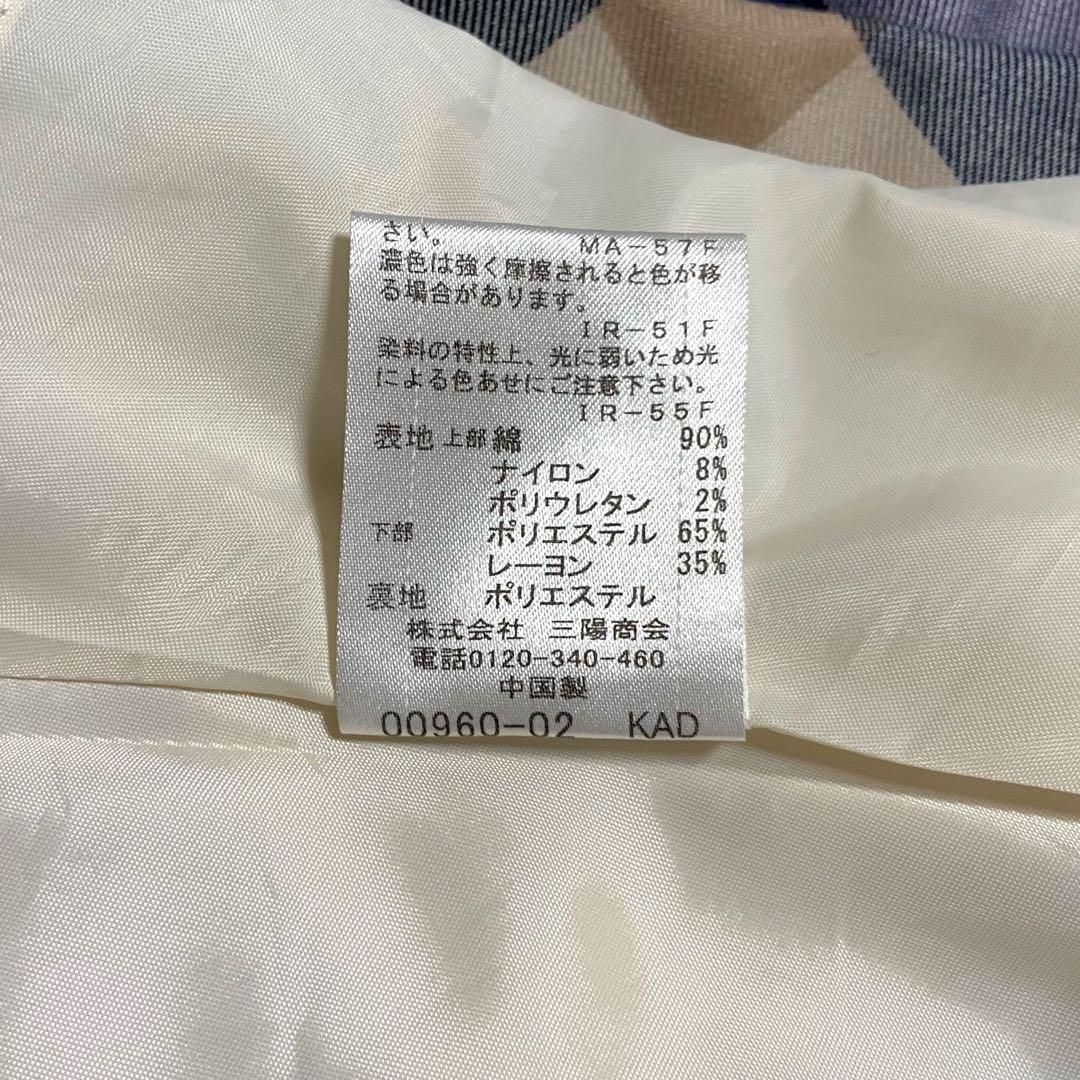 さい。 MA-57F
濃色は強く摩擦されると色が移
る場合があります。
IR-51F
染料の特性上、光に弱いため光
による色あせにご注意下さい。
IR-55F
表地 上部 綿 90%
ナイロン 8%
ポリウレタン 2%
下部 ポリエステル 65%
レーヨン 35%
裏地 ポリエステル
株式会社 三陽商会
電話0120-340-460
中国製
00960-02 KAD